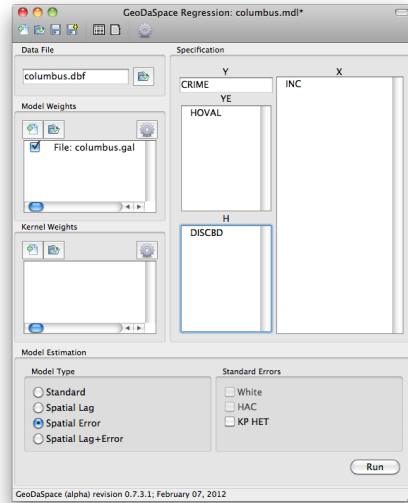 GeoDaSpace Regression: columbus.mdl*
Data File
columbus.dbf
Model Weights
File: columbus.gal
Kernel Weights
Specification
Y
CRIME
YE
HOVAL
H
DISCBD
X
INC
Model Estimation
Model Type
Standard
Spatial Lag
Spatial Error
Spatial Lag+Error
Standard Errors
White
HAC
KP HET
Run
GeoDaSpace (alpha) revision 0.7.3.1; February 07, 2012